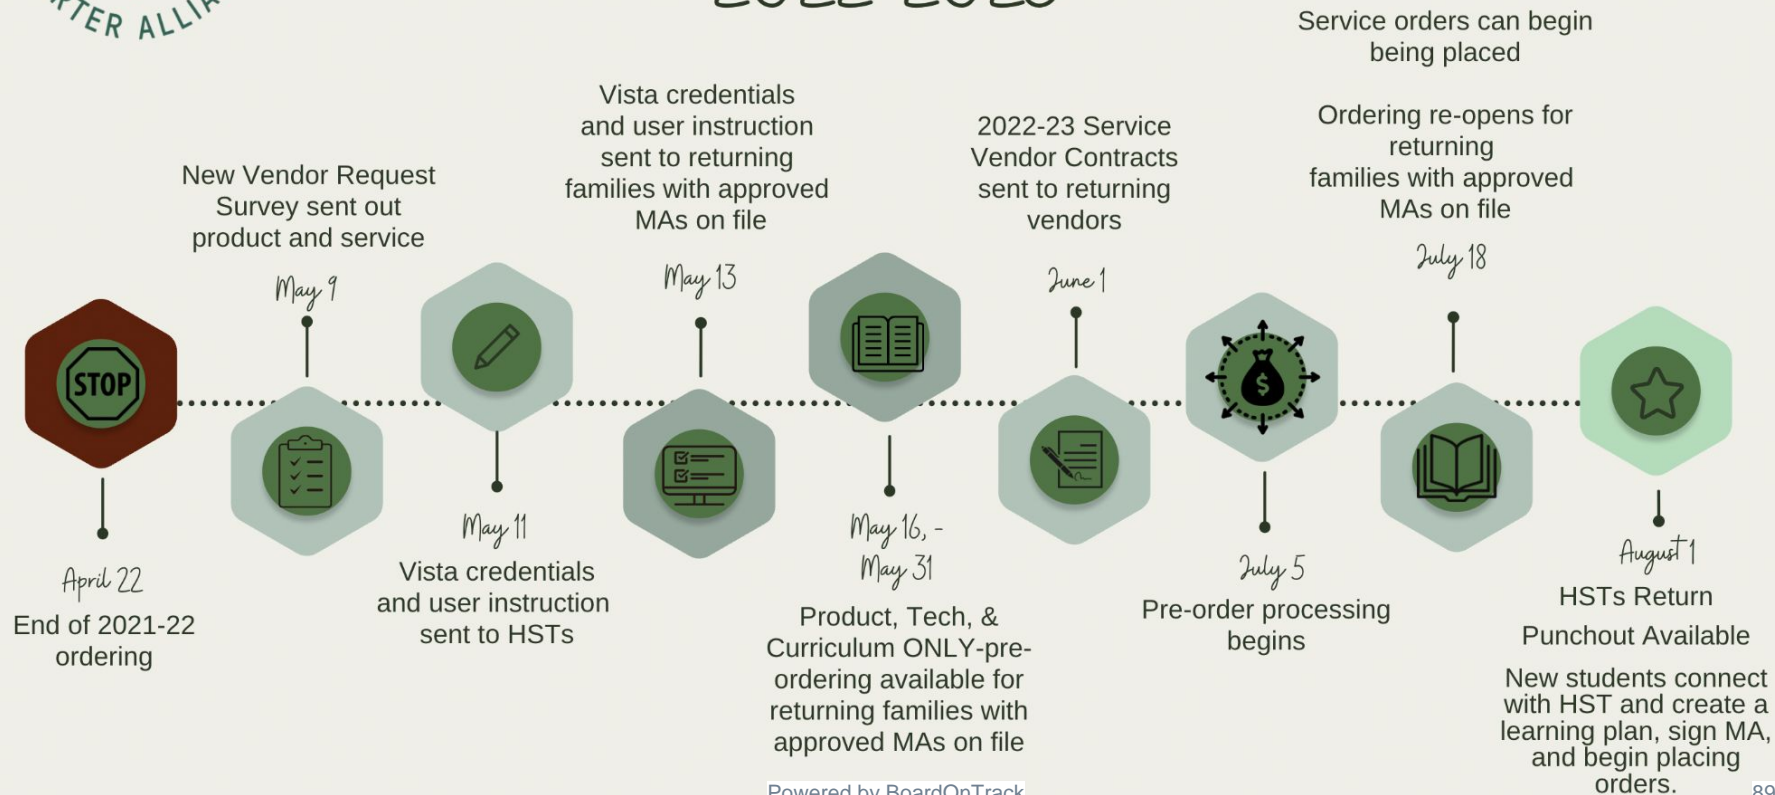 RTER ALLIA
2022-2023
End of 2021-22
ordering
April 22
STOP
New Vendor Request
Survey sent out
product and service
May 9
May 11
Vista credentials
and user instruction
sent to HSTs
Vista credentials
and user instruction
sent to returning
families with approved
MAs on file
May 13
May 16, -
May 31
Product, Tech, &
Curriculum ONLY-pre-
ordering available for
returning families with
approved MAs on file
2022-23 Service
Vendor Contracts
sent to returning
vendors
June 1
$
July 5
Pre-order processing
begins
Service orders can begin
being placed
Ordering re-opens for
returning
families with approved
MAs on file
July 18
August 1
HSTs Return
Punchout Available
New students connect
with HST and create a
learning plan, sign MA,
and begin placing
orders.
Powered by BoardOnTrack
89